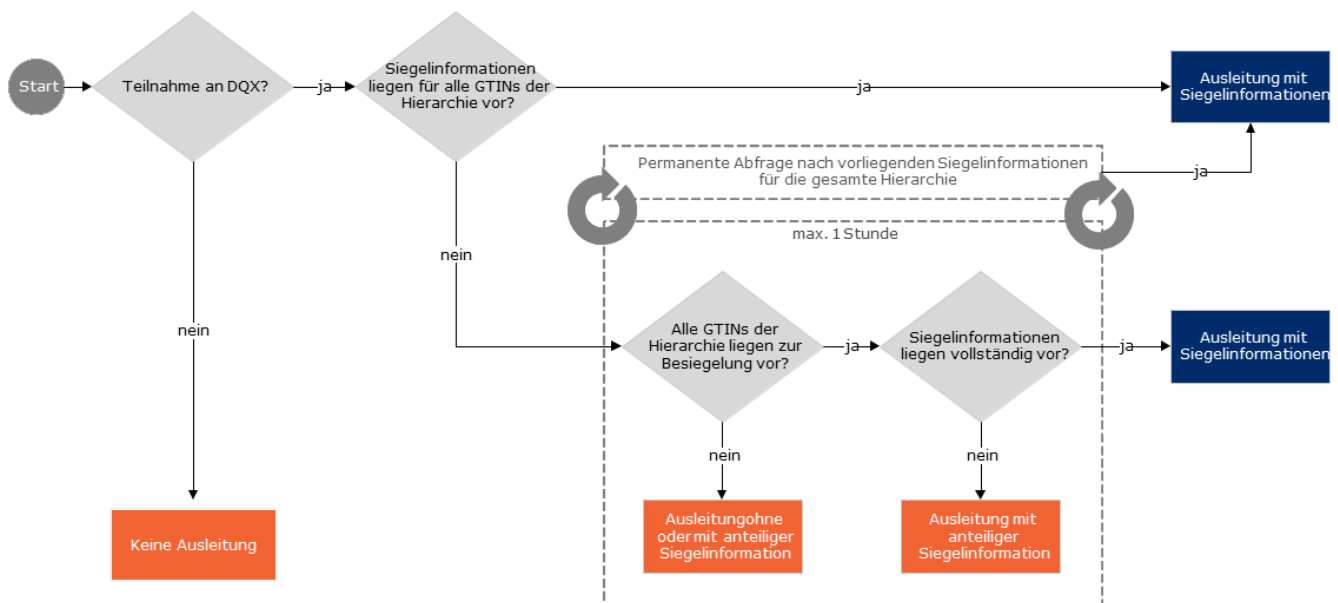 Start
Teilnahme an DQX?
ja
Siegelinformationen
liegen für alle GTINs der
Hierarchie vor?
ja
Ausleitung mit
Siegelinformationen
Permanente Abfrage nach vorliegenden Siegelinformationen
für die gesamte Hierarchie
ja
max. 1 Stunde
nein
nein
Alle GTINs der
Hierarchie liegen zur
Besiegelung vor?
ja
Siegelinformationen
liegen vollständig vor?
ja
Ausleitung mit
Siegelinformationen
nein
nein
Keine Ausleitung
Ausleitungohne
oder mit anteiliger
Siegelinformation
Ausleitung mit
anteiliger
Siegelinformation